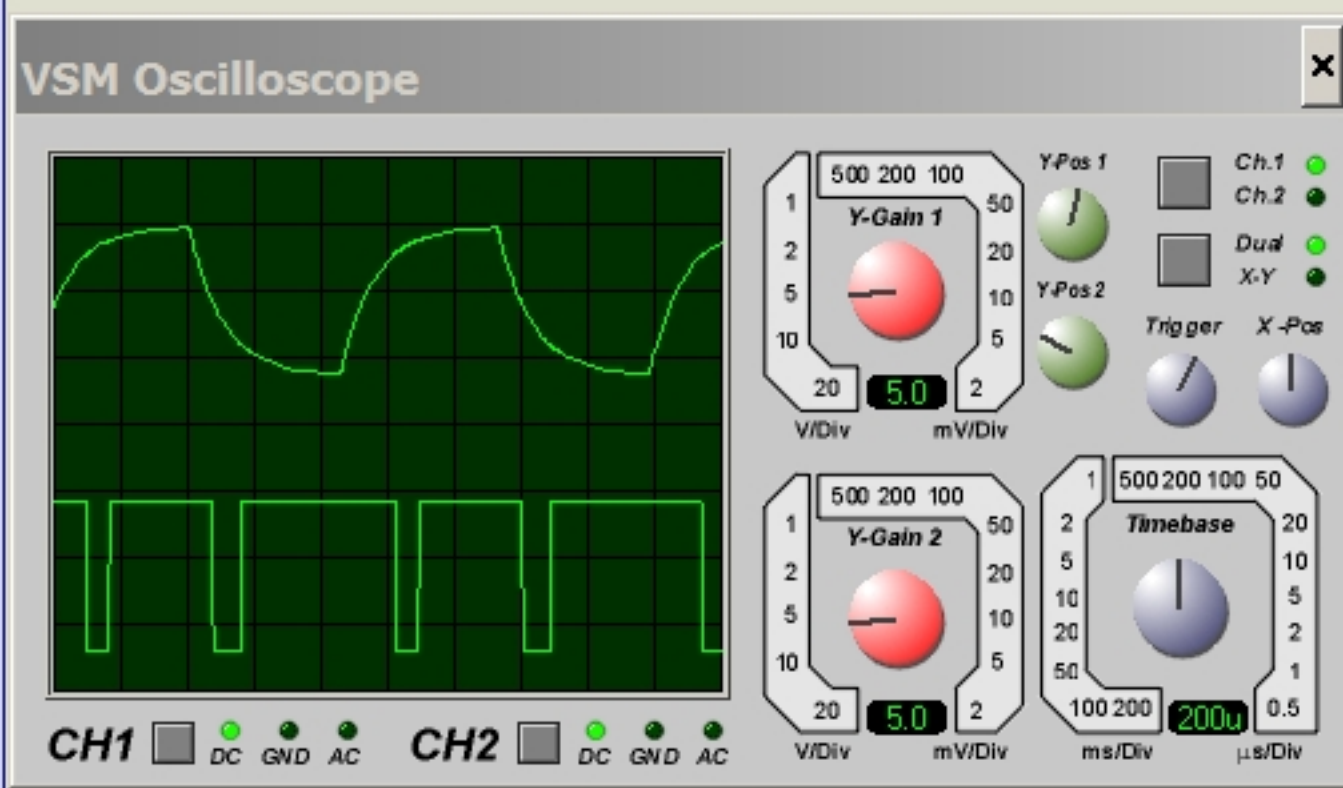 VSM Oscilloscope
×
500 200 100
1
2
5
10
20
Y-Gain 1
50
20
10
5
2
5.0
V/Div
mV/Div
Y-Pos 1
Y-Pos 2
Ch.1
Ch.2
Dual
X-Y
Trigger
X -Pos
500 200 100
1
2
5
10
20
Y-Gain 2
50
20
10
5
2
5.0
V/Div
mV/Div
1
500 200 100 50
2
5
10
20
50
100 200
Timebase
20
10
5
2
1
0.5
200u
ms/Div
µs/Div
CH1
DC
GND
AC
CH2
DC
GND
AC